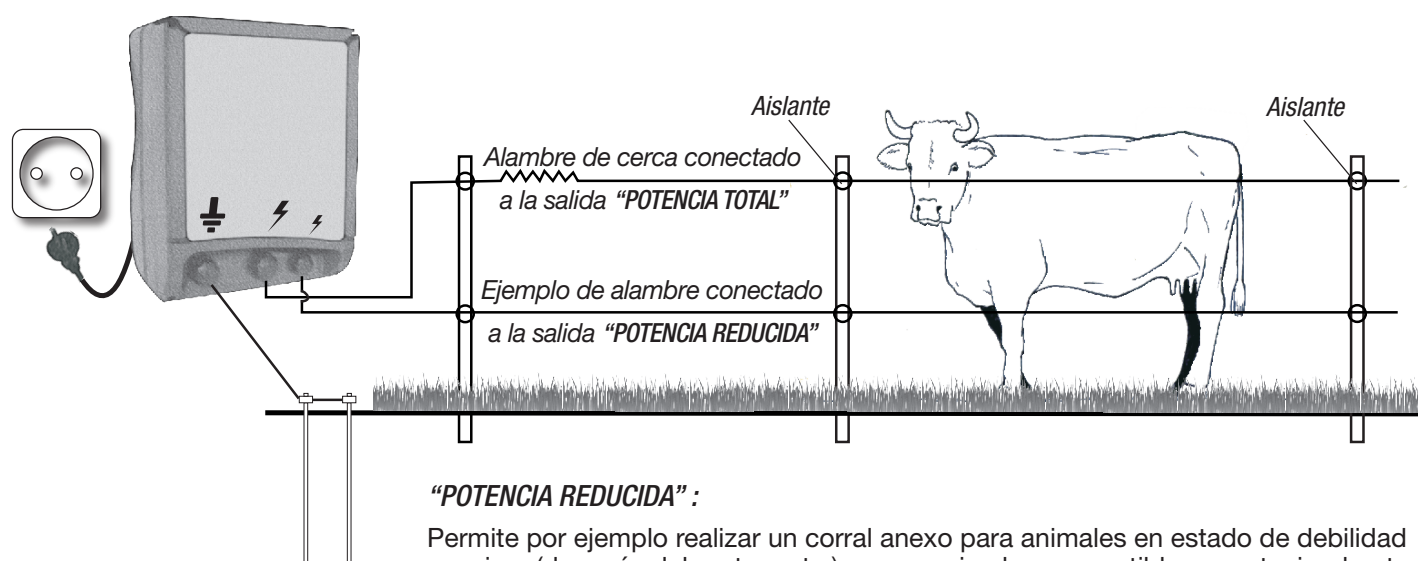 Aislante
Aislante
Alambre de cerca conectado
a la salida “POTENCIA TOTAL”
Ejemplo de alambre conectado
a la salida “POTENCIA REDUCIDA”
“POTENCIA REDUCIDA” :
Permite por ejemplo realizar un corral anexo para animales en estado de debilidad